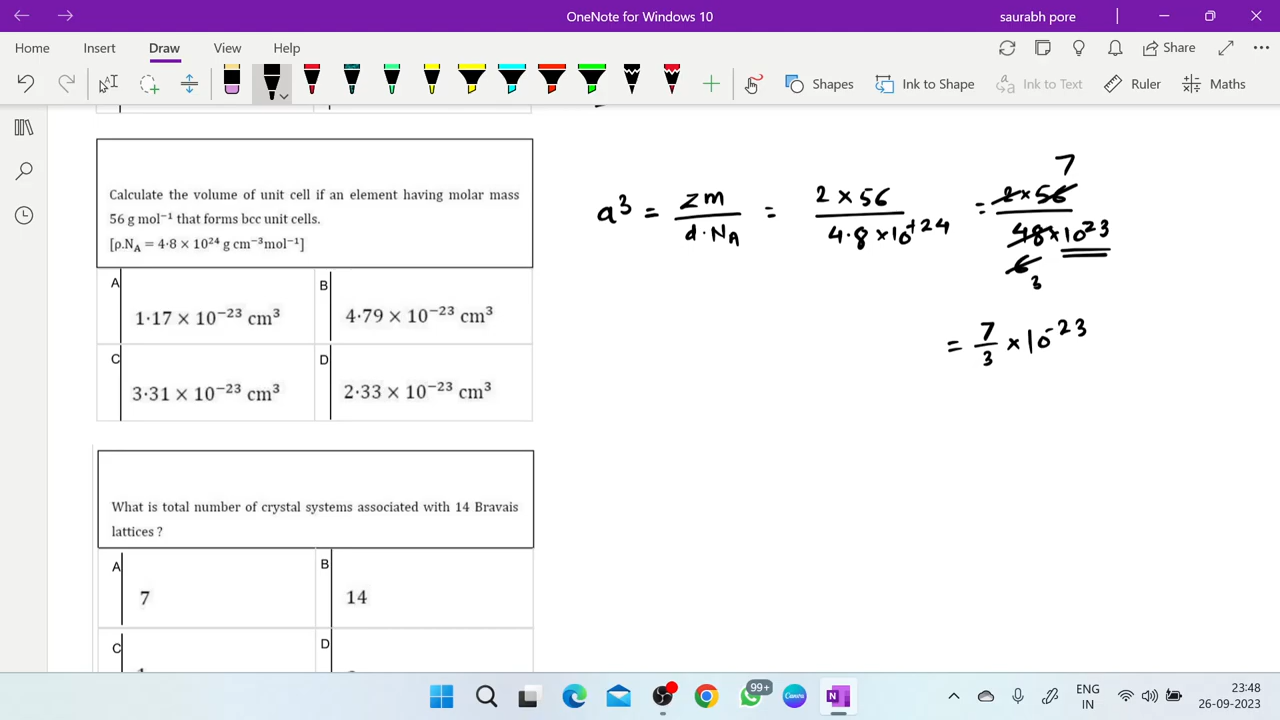 OneNote for Windows 10
saurabh pore
Home Insert Draw View Help
Share
Shapes Ink to Shape Ink to Text Ruler Maths
Calculate the volume of unit cell if an element having molar mass
56 g mol⁻¹ that forms bcc unit cells.
[ρ.N_A = 4·8 × 10²⁴ g cm⁻³mol⁻¹]
A 1·17 × 10⁻²³ cm³
B 4·79 × 10⁻²³ cm³
C 3·31 × 10⁻²³ cm³
D 2·33 × 10⁻²³ cm³
a³ = zm / d·N_A = 2 × 56 / 4·8 × 10⁺²⁴ = 2 × 56 7 / 48 × 10²³ 6 3
= 7/3 × 10⁻²³
What is total number of crystal systems associated with 14 Bravais
lattices ?
A 7
B 14
C
D
99+
ENG
IN
23:48
26-09-2023